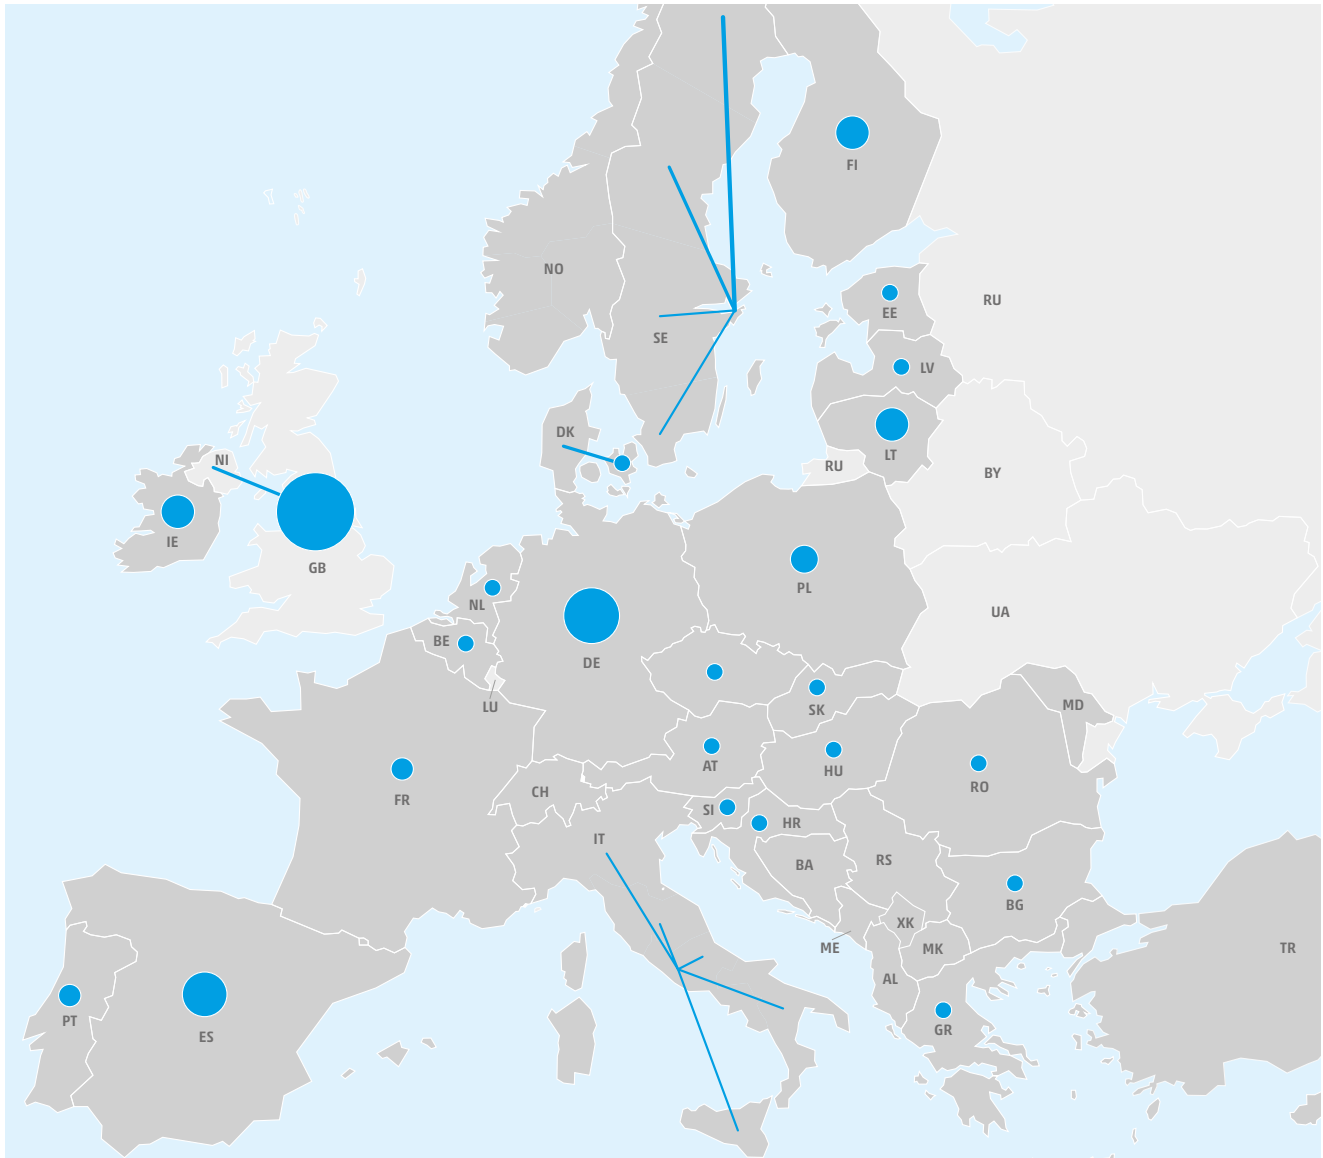 FI
NO
RU
EE
SE
LV
DK
LT
NI
RU
BY
IE
GB
PL
NL
UA
BE
DE
LU
SK
MD
AT
HU
CH
RO
FR
SI
HR
IT
BA
RS
BG
XK
ME
MK
TR
AL
PT
GR
ES